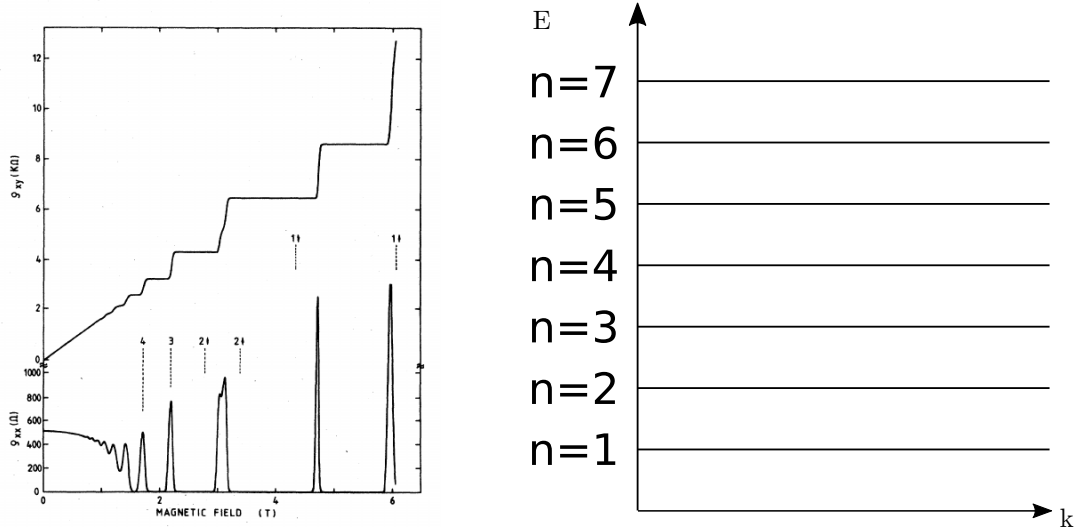 12
10
8
6
4
2
0
ρxy (KΩ)
1↓
1↑
4 3 2↓ 2↑
1000
800
600
400
200
0
ρxx (Ω)
0 2 4 6
MAGNETIC FIELD (T)
E
n=7
n=6
n=5
n=4
n=3
n=2
n=1
k